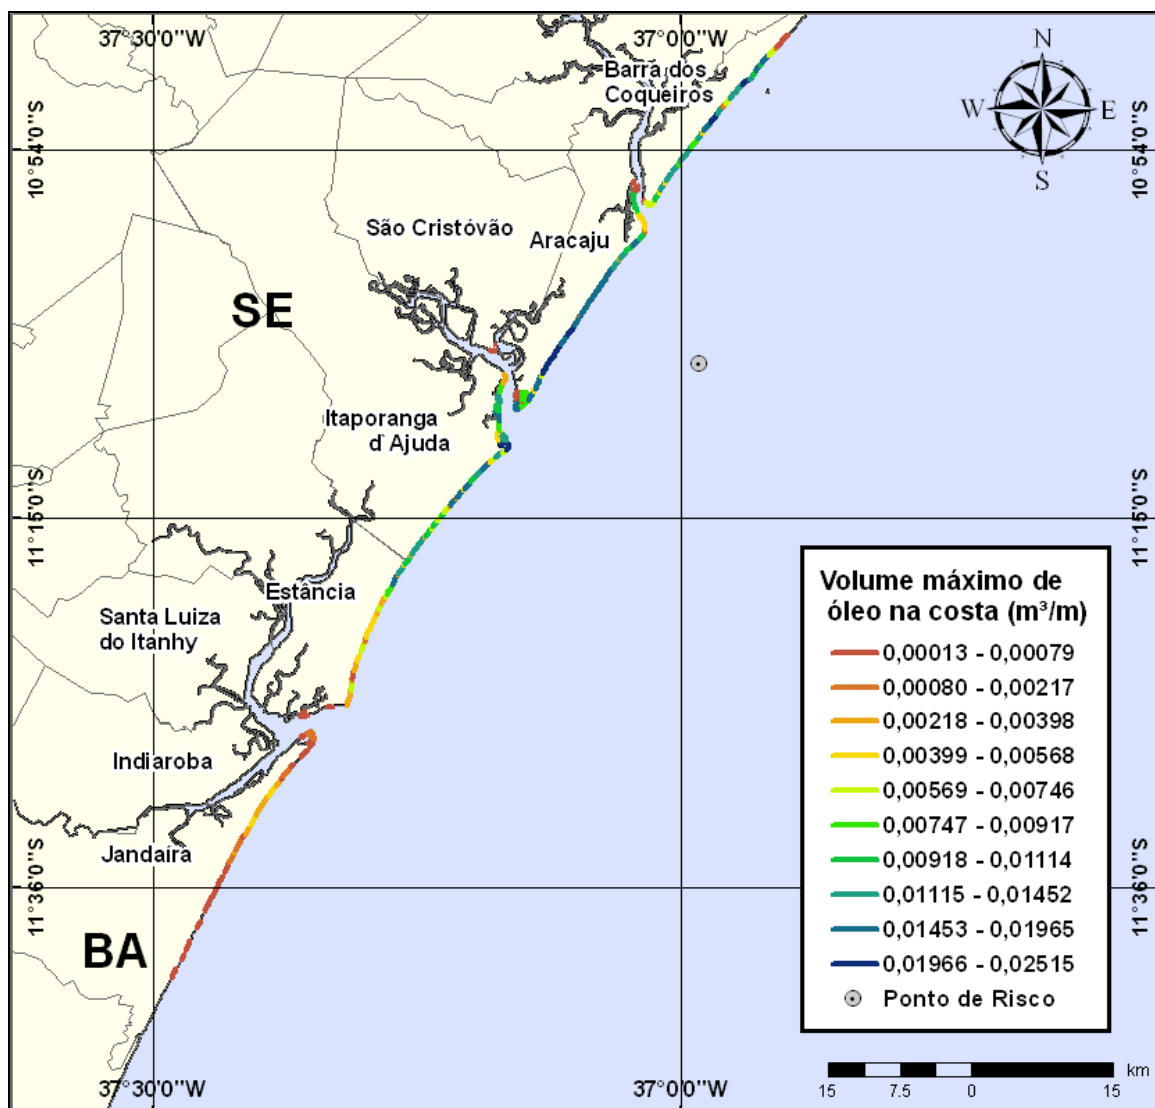 37°30'0"W
37°0'0"W
N
W
E
S
Barra dos
Coqueiros
10°54'0"S
10°54'0"S
São Cristóvão
Aracaju
SE
Itaporanga
d`Ajuda
11°15'0"S
11°15'0"S
Estância
Santa Luiza
do Itanhy
Indiaroba
Jandaíra
11°36'0"S
11°36'0"S
BA
Volume máximo de
óleo na costa (m³/m)
0,00013 - 0,00079
0,00080 - 0,00217
0,00218 - 0,00398
0,00399 - 0,00568
0,00569 - 0,00746
0,00747 - 0,00917
0,00918 - 0,01114
0,01115 - 0,01452
0,01453 - 0,01965
0,01966 - 0,02515
Ponto de Risco
km
15 7.5 0 15
37°30'0"W
37°0'0"W